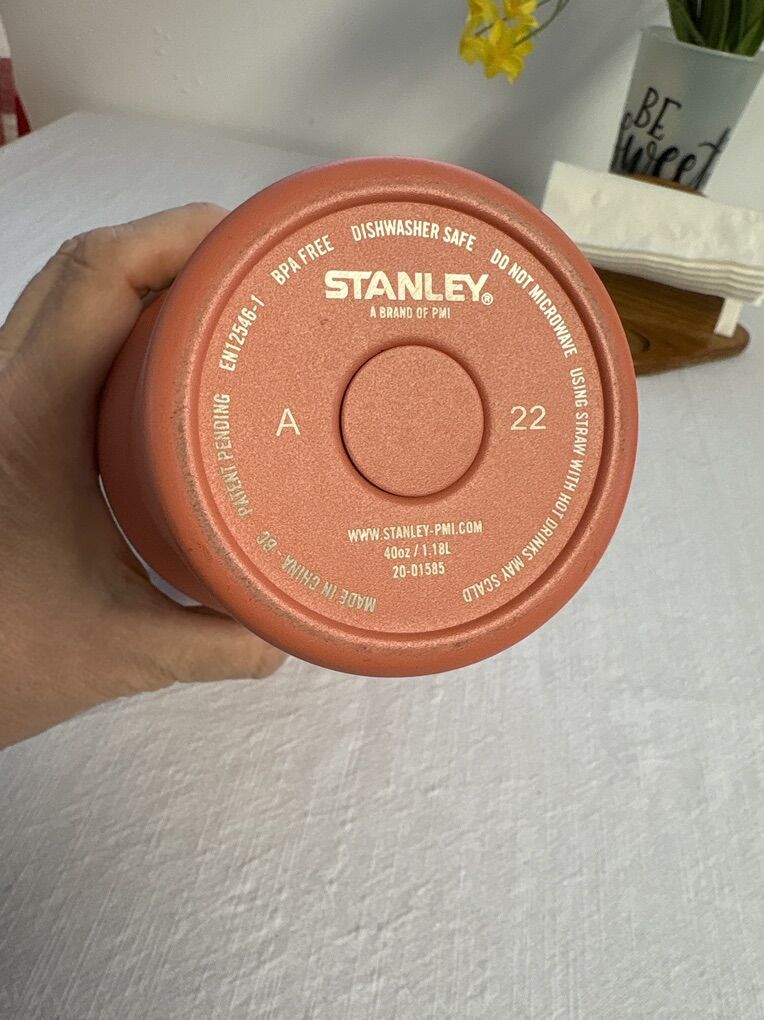 BE
Sweet
EN12546-1 BPA FREE DISHWASHER SAFE DO NOT MICROWAVE USING STRAW WITH HOT DRINKS MAY SCALD
STANLEY®
A BRAND OF PMI
A 22
WWW.STANLEY-PMI.COM
40oz / 1.18L
20-01585
MADE IN CHINA - BC PATENT PENDING